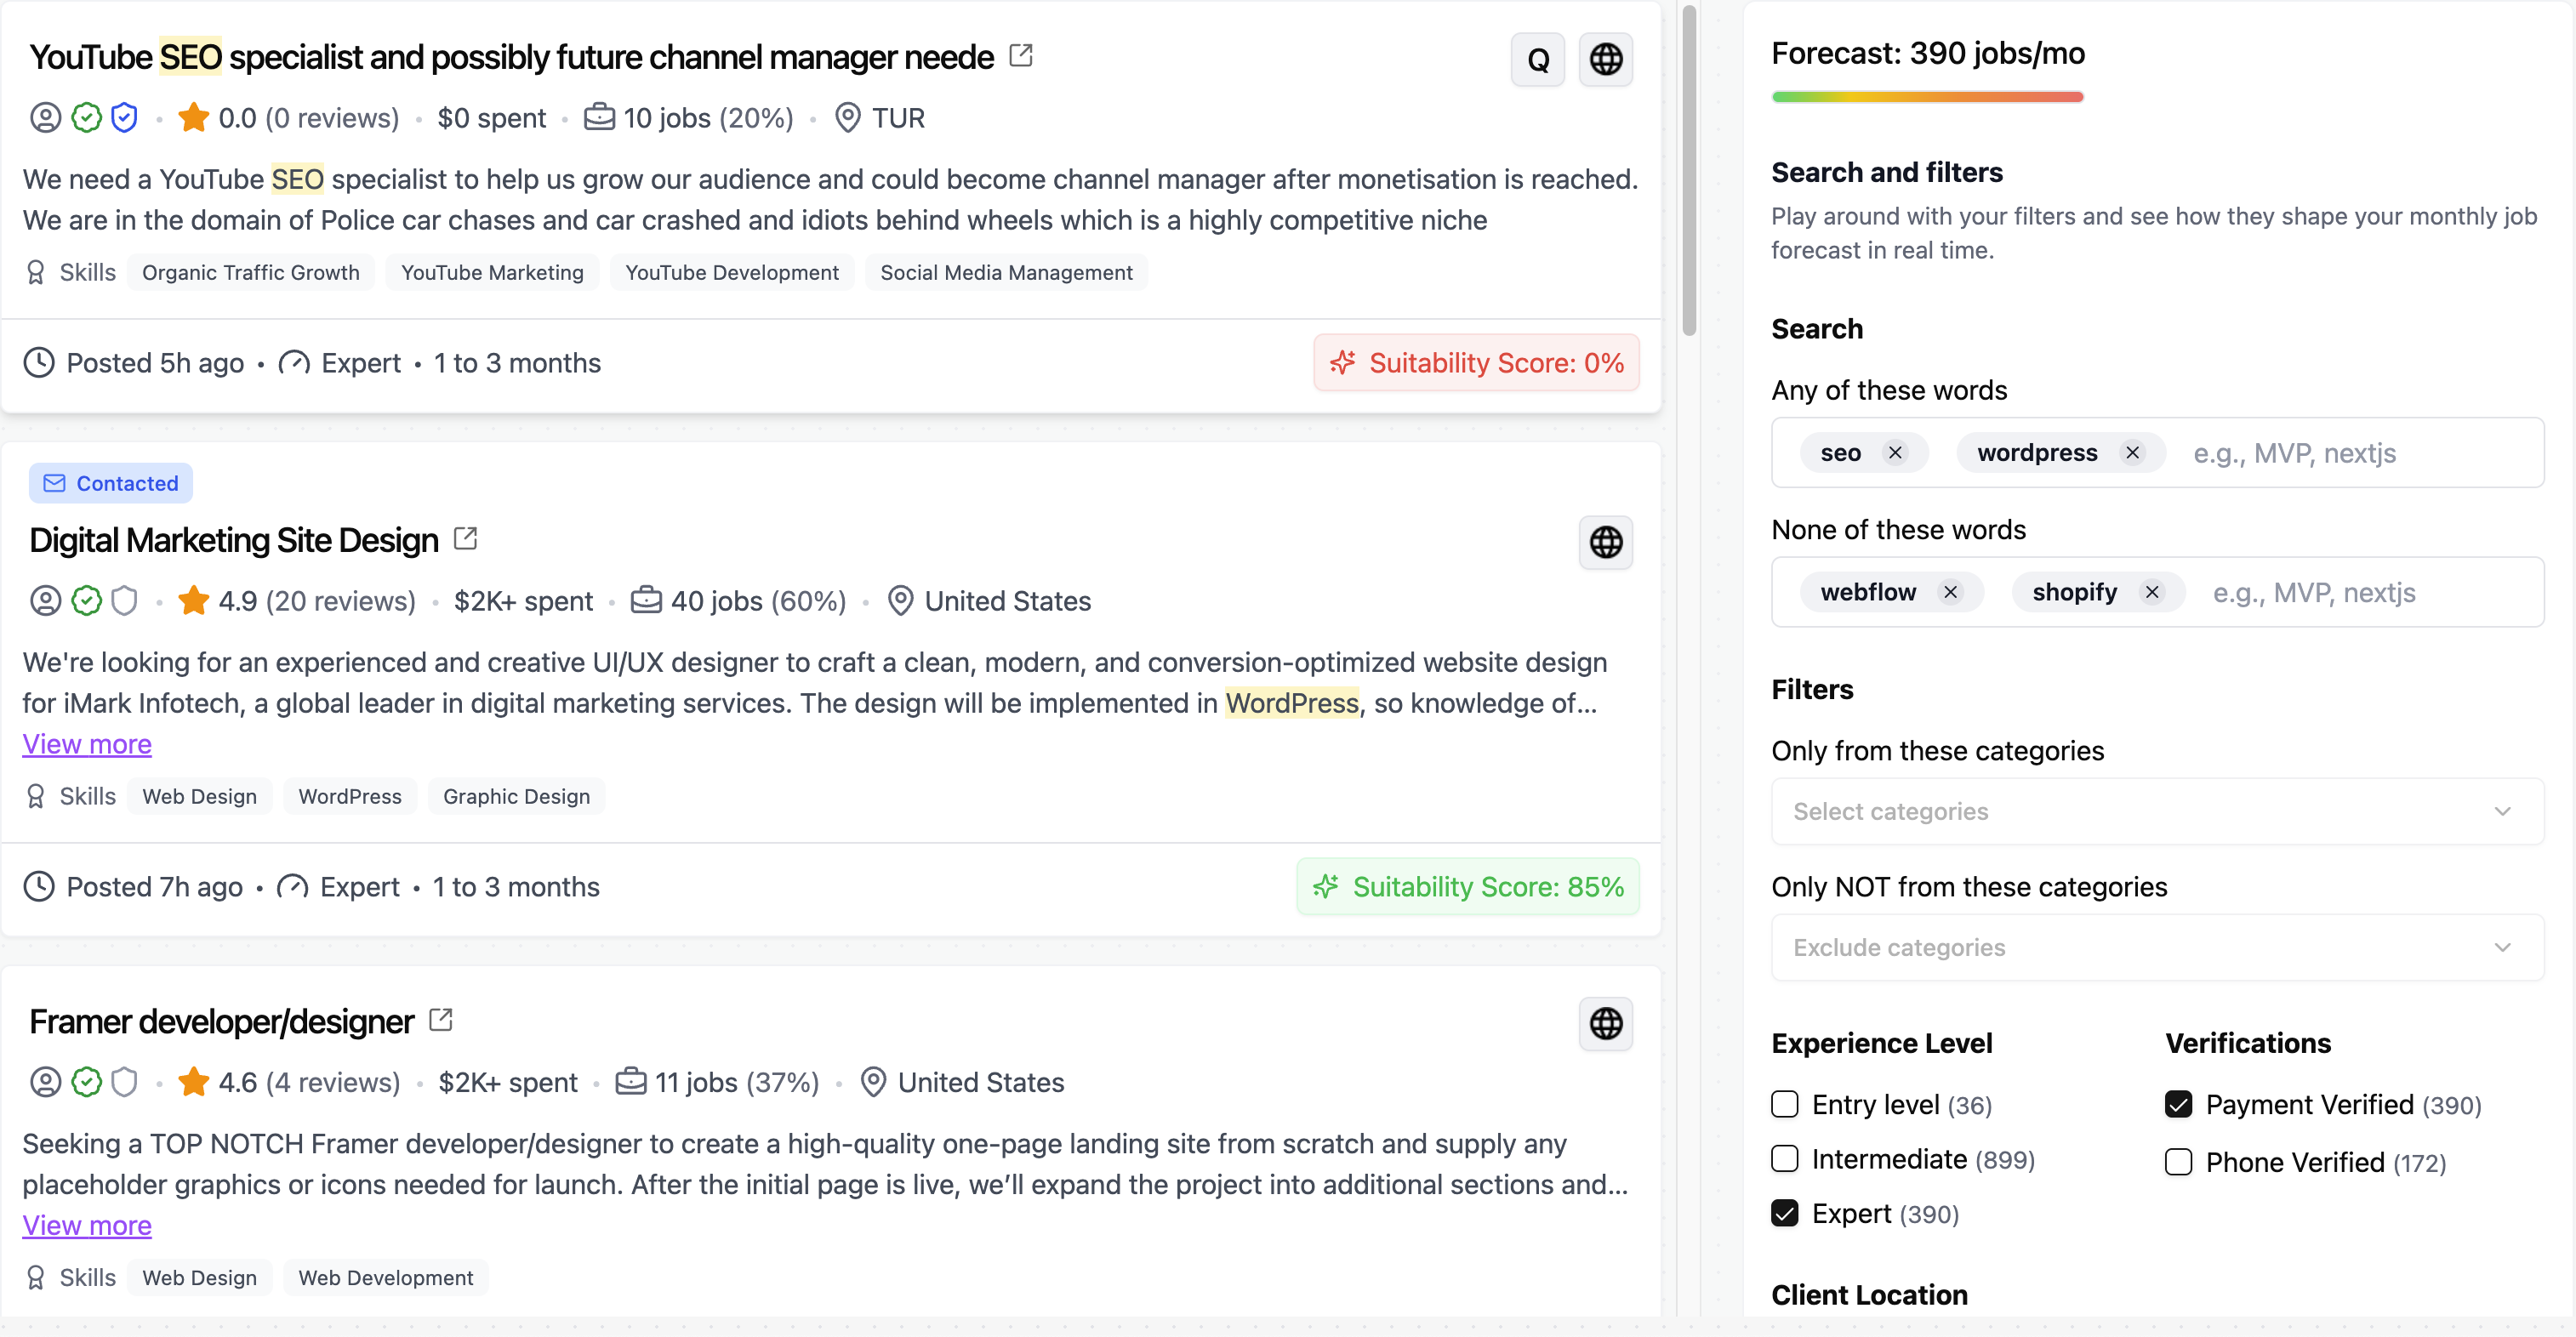 YouTube SEO specialist and possibly future channel manager neede
Q
0.0 (0 reviews) • $0 spent • 10 jobs (20%) • TUR
We need a YouTube SEO specialist to help us grow our audience and could become channel manager after monetisation is reached.
We are in the domain of Police car chases and car crashed and idiots behind wheels which is a highly competitive niche
Skills Organic Traffic Growth YouTube Marketing YouTube Development Social Media Management
Posted 5h ago • Expert • 1 to 3 months
Suitability Score: 0%
Contacted
Digital Marketing Site Design
4.9 (20 reviews) • $2K+ spent • 40 jobs (60%) • United States
We're looking for an experienced and creative UI/UX designer to craft a clean, modern, and conversion-optimized website design
for iMark Infotech, a global leader in digital marketing services. The design will be implemented in WordPress, so knowledge of...
View more
Skills Web Design WordPress Graphic Design
Posted 7h ago • Expert • 1 to 3 months
Suitability Score: 85%
Framer developer/designer
4.6 (4 reviews) • $2K+ spent • 11 jobs (37%) • United States
Seeking a TOP NOTCH Framer developer/designer to create a high-quality one-page landing site from scratch and supply any
placeholder graphics or icons needed for launch. After the initial page is live, we’ll expand the project into additional sections and...
View more
Skills Web Design Web Development
Forecast: 390 jobs/mo
Search and filters
Play around with your filters and see how they shape your monthly job
forecast in real time.
Search
Any of these words
seo wordpress e.g., MVP, nextjs
None of these words
webflow shopify e.g., MVP, nextjs
Filters
Only from these categories
Select categories
Only NOT from these categories
Exclude categories
Experience Level
Entry level (36)
Intermediate (899)
Expert (390)
Verifications
Payment Verified (390)
Phone Verified (172)
Client Location